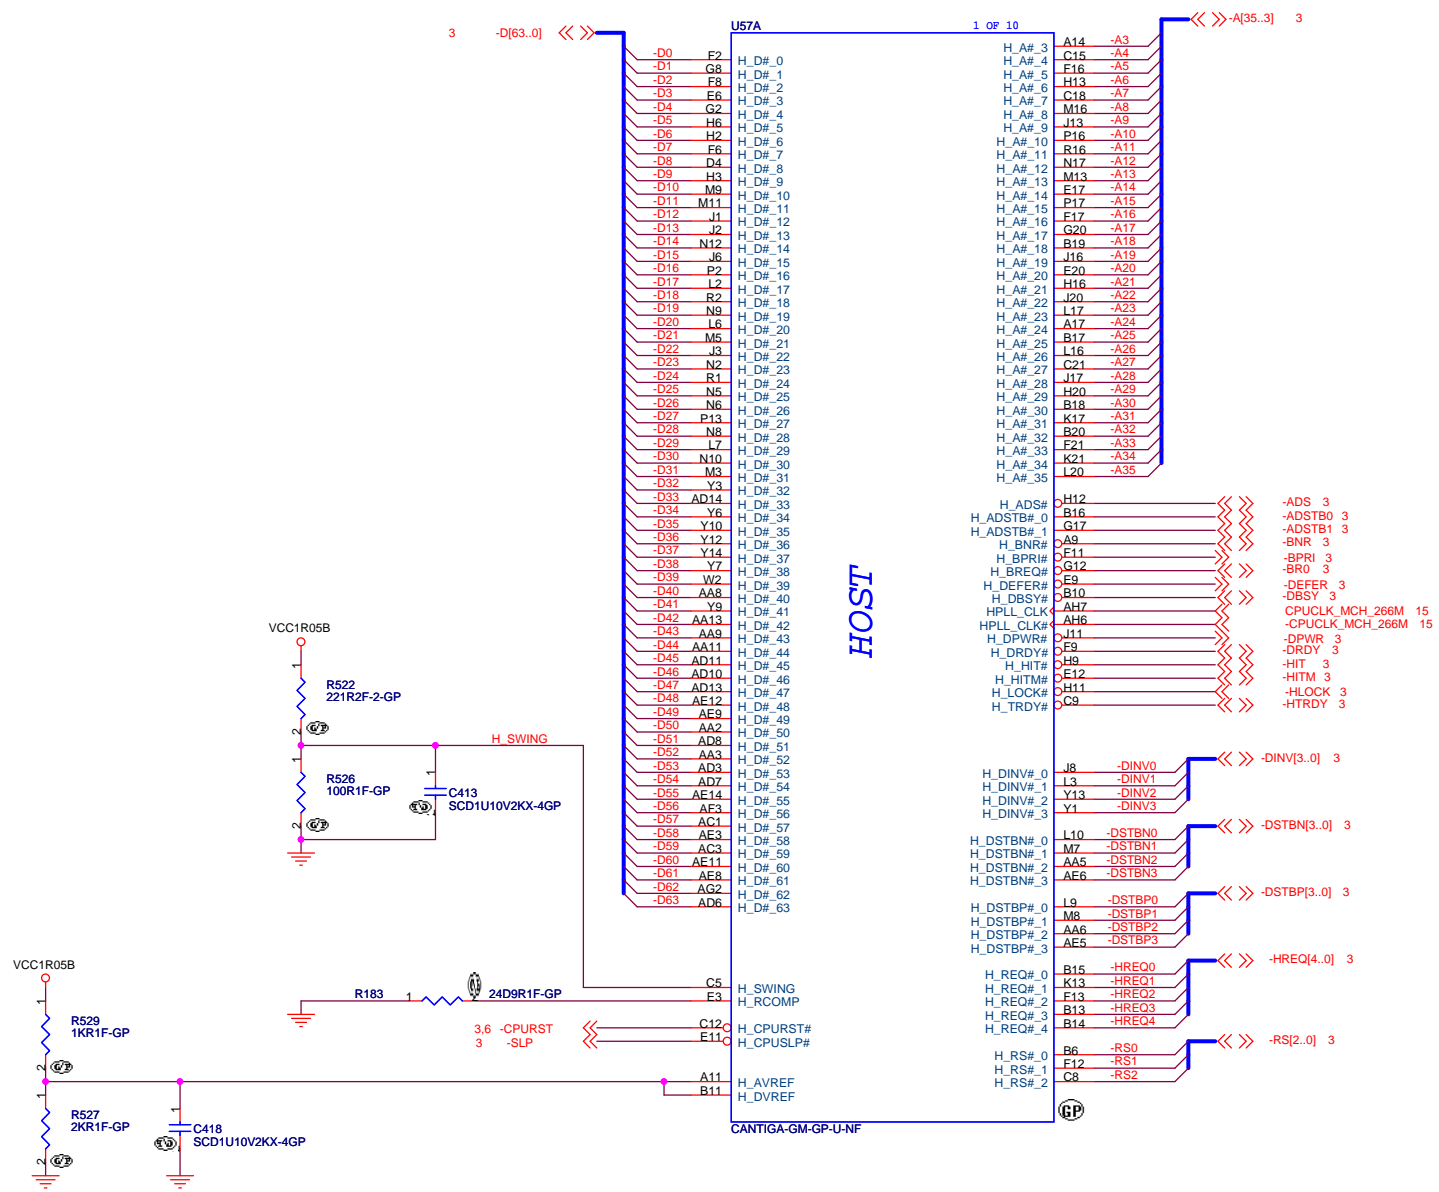 U57A
1 OF 10
3 -D[63..0]
-A[35..3] 3
-D0 F2 H_D#_0
-D1 G8 H_D#_1
-D2 F8 H_D#_2
-D3 E6 H_D#_3
-D4 G2 H_D#_4
-D5 H6 H_D#_5
-D6 H2 H_D#_6
-D7 F6 H_D#_7
-D8 D4 H_D#_8
-D9 H3 H_D#_9
-D10 M9 H_D#_10
-D11 M11 H_D#_11
-D12 J1 H_D#_12
-D13 J2 H_D#_13
-D14 N12 H_D#_14
-D15 J6 H_D#_15
-D16 P2 H_D#_16
-D17 L2 H_D#_17
-D18 R2 H_D#_18
-D19 N9 H_D#_19
-D20 L6 H_D#_20
-D21 M5 H_D#_21
-D22 J3 H_D#_22
-D23 N2 H_D#_23
-D24 R1 H_D#_24
-D25 N5 H_D#_25
-D26 N6 H_D#_26
-D27 P13 H_D#_27
-D28 N8 H_D#_28
-D29 L7 H_D#_29
-D30 N10 H_D#_30
-D31 M3 H_D#_31
-D32 Y3 H_D#_32
-D33 AD14 H_D#_33
-D34 Y6 H_D#_34
-D35 Y10 H_D#_35
-D36 Y12 H_D#_36
-D37 Y14 H_D#_37
-D38 Y7 H_D#_38
-D39 W2 H_D#_39
-D40 AA8 H_D#_40
-D41 Y9 H_D#_41
-D42 AA13 H_D#_42
-D43 AA9 H_D#_43
-D44 AA11 H_D#_44
-D45 AD11 H_D#_45
-D46 AD10 H_D#_46
-D47 AD13 H_D#_47
-D48 AE12 H_D#_48
-D49 AE9 H_D#_49
-D50 AA2 H_D#_50
-D51 AD8 H_D#_51
-D52 AA3 H_D#_52
-D53 AD3 H_D#_53
-D54 AD7 H_D#_54
-D55 AE14 H_D#_55
-D56 AF3 H_D#_56
-D57 AC1 H_D#_57
-D58 AE3 H_D#_58
-D59 AC3 H_D#_59
-D60 AE11 H_D#_60
-D61 AE8 H_D#_61
-D62 AG2 H_D#_62
-D63 AD6 H_D#_63
H_A#_3 A14 -A3
H_A#_4 C15 -A4
H_A#_5 F16 -A5
H_A#_6 H13 -A6
H_A#_7 C18 -A7
H_A#_8 M16 -A8
H_A#_9 J13 -A9
H_A#_10 P16 -A10
H_A#_11 R16 -A11
H_A#_12 N17 -A12
H_A#_13 M13 -A13
H_A#_14 E17 -A14
H_A#_15 P17 -A15
H_A#_16 F17 -A16
H_A#_17 G20 -A17
H_A#_18 B19 -A18
H_A#_19 J16 -A19
H_A#_20 E20 -A20
H_A#_21 H16 -A21
H_A#_22 J20 -A22
H_A#_23 L17 -A23
H_A#_24 A17 -A24
H_A#_25 B17 -A25
H_A#_26 L16 -A26
H_A#_27 C21 -A27
H_A#_28 J17 -A28
H_A#_29 H20 -A29
H_A#_30 B18 -A30
H_A#_31 K17 -A31
H_A#_32 B20 -A32
H_A#_33 F21 -A33
H_A#_34 K21 -A34
H_A#_35 L20 -A35
H_ADS# H12 -ADS 3
H_ADSTB#_0 B16 -ADSTB0 3
H_ADSTB#_1 G17 -ADSTB1 3
H_BNR# A9 -BNR 3
H_BPRI# F11 -BPRI 3
H_BREQ# G12 -BR0 3
H_DEFER# E9 -DEFER 3
H_DBSY# B10 -DBSY 3
HPLL_CLK AH7 CPUCLK_MCH_266M 15
HPLL_CLK# AH6 -CPUCLK_MCH_266M 15
H_DPWR# J11 -DPWR 3
H_DRDY# F9 -DRDY 3
H_HIT# H9 -HIT 3
H_HITM# E12 -HITM 3
H_LOCK# H11 -HLOCK 3
H_TRDY# C9 -HTRDY 3
HOST
-DINV[3..0] 3
H_DINV#_0 J8 -DINV0
H_DINV#_1 L3 -DINV1
H_DINV#_2 Y13 -DINV2
H_DINV#_3 Y1 -DINV3
-DSTBN[3..0] 3
H_DSTBN#_0 L10 -DSTBN0
H_DSTBN#_1 M7 -DSTBN1
H_DSTBN#_2 AA5 -DSTBN2
H_DSTBN#_3 AE6 -DSTBN3
-DSTBP[3..0] 3
H_DSTBP#_0 L9 -DSTBP0
H_DSTBP#_1 M8 -DSTBP1
H_DSTBP#_2 AA6 -DSTBP2
H_DSTBP#_3 AE5 -DSTBP3
-HREQ[4..0] 3
H_REQ#_0 B15 -HREQ0
H_REQ#_1 K13 -HREQ1
H_REQ#_2 F13 -HREQ2
H_REQ#_3 B13 -HREQ3
H_REQ#_4 B14 -HREQ4
-RS[2..0] 3
H_RS#_0 B6 -RS0
H_RS#_1 F12 -RS1
H_RS#_2 C8 -RS2
VCC1R05B
1
R522
221R2F-2-GP
2 G/P
H_SWING
1
R526
100R1F-GP
2 G/P
1
C413
SCD1U10V2KX-4GP
2
C5 H_SWING
R183 1 2 24D9R1F-GP E3 H_RCOMP
3,6 -CPURST C12 H_CPURST#
3 -SLP E11 H_CPUSLP#
VCC1R05B
1
R529
1KR1F-GP
2 G/P
A11 H_AVREF
B11 H_DVREF
1
R527
2KR1F-GP
2 G/P
1
C418
SCD1U10V2KX-4GP
2
GP
CANTIGA-GM-GP-U-NF